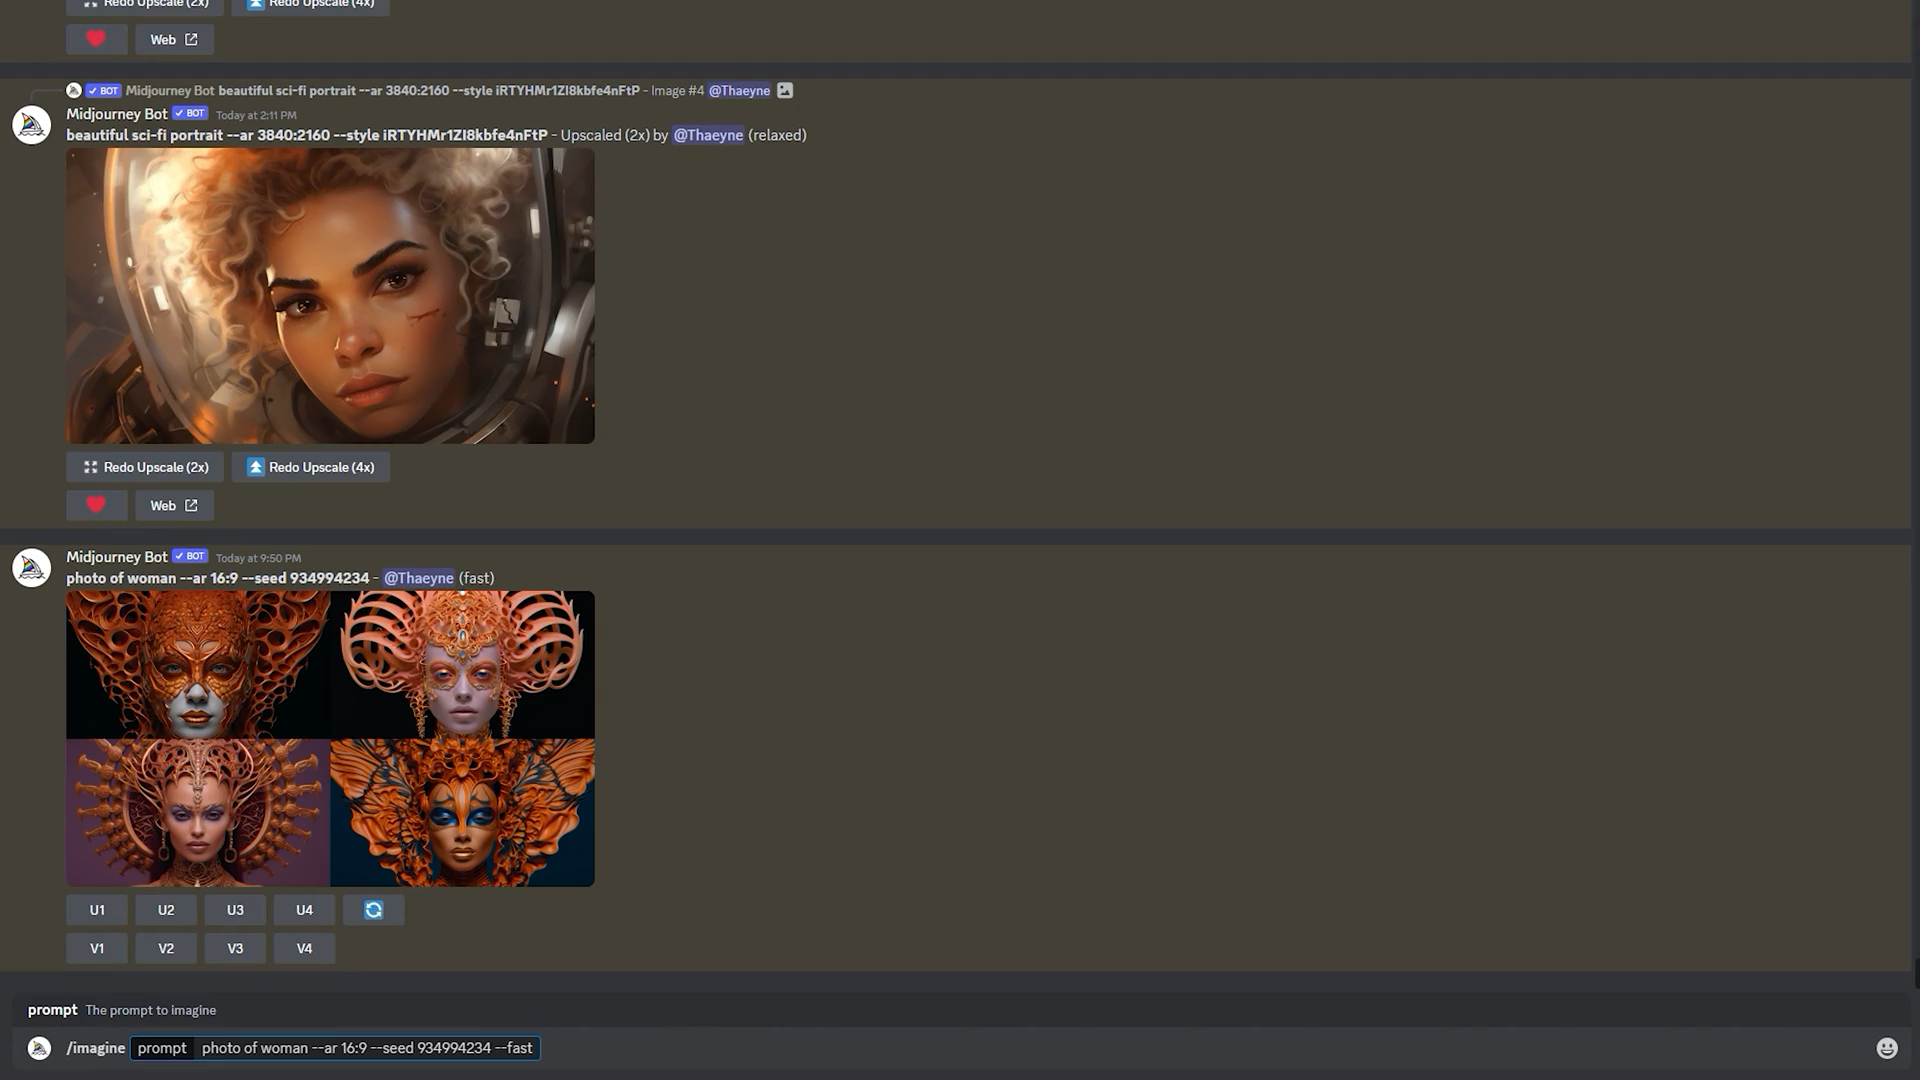 Redo Upscale (2x) Redo Upscale (4x)
Web
BOT Midjourney Bot beautiful sci-fi portrait --ar 3840:2160 --style iRTYHMr1ZI8kbfe4nFtP - Image #4 @Thaeyne
Midjourney Bot BOT Today at 2:11 PM
beautiful sci-fi portrait --ar 3840:2160 --style iRTYHMr1ZI8kbfe4nFtP - Upscaled (2x) by @Thaeyne (relaxed)
Redo Upscale (2x) Redo Upscale (4x)
Web
Midjourney Bot BOT Today at 9:50 PM
photo of woman --ar 16:9 --seed 934994234 - @Thaeyne (fast)
U1 U2 U3 U4
V1 V2 V3 V4
prompt The prompt to imagine
/imagine prompt photo of woman --ar 16:9 --seed 934994234 --fast